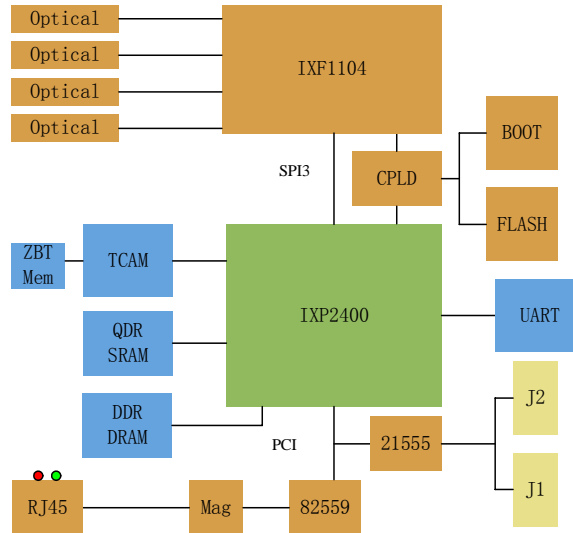 Optical
Optical
Optical
Optical
IXF1104
SPI3
CPLD
BOOT
FLASH
ZBT
Mem
TCAM
IXP2400
UART
QDR
SRAM
DDR
DRAM
PCI
21555
J2
J1
RJ45
Mag
82559